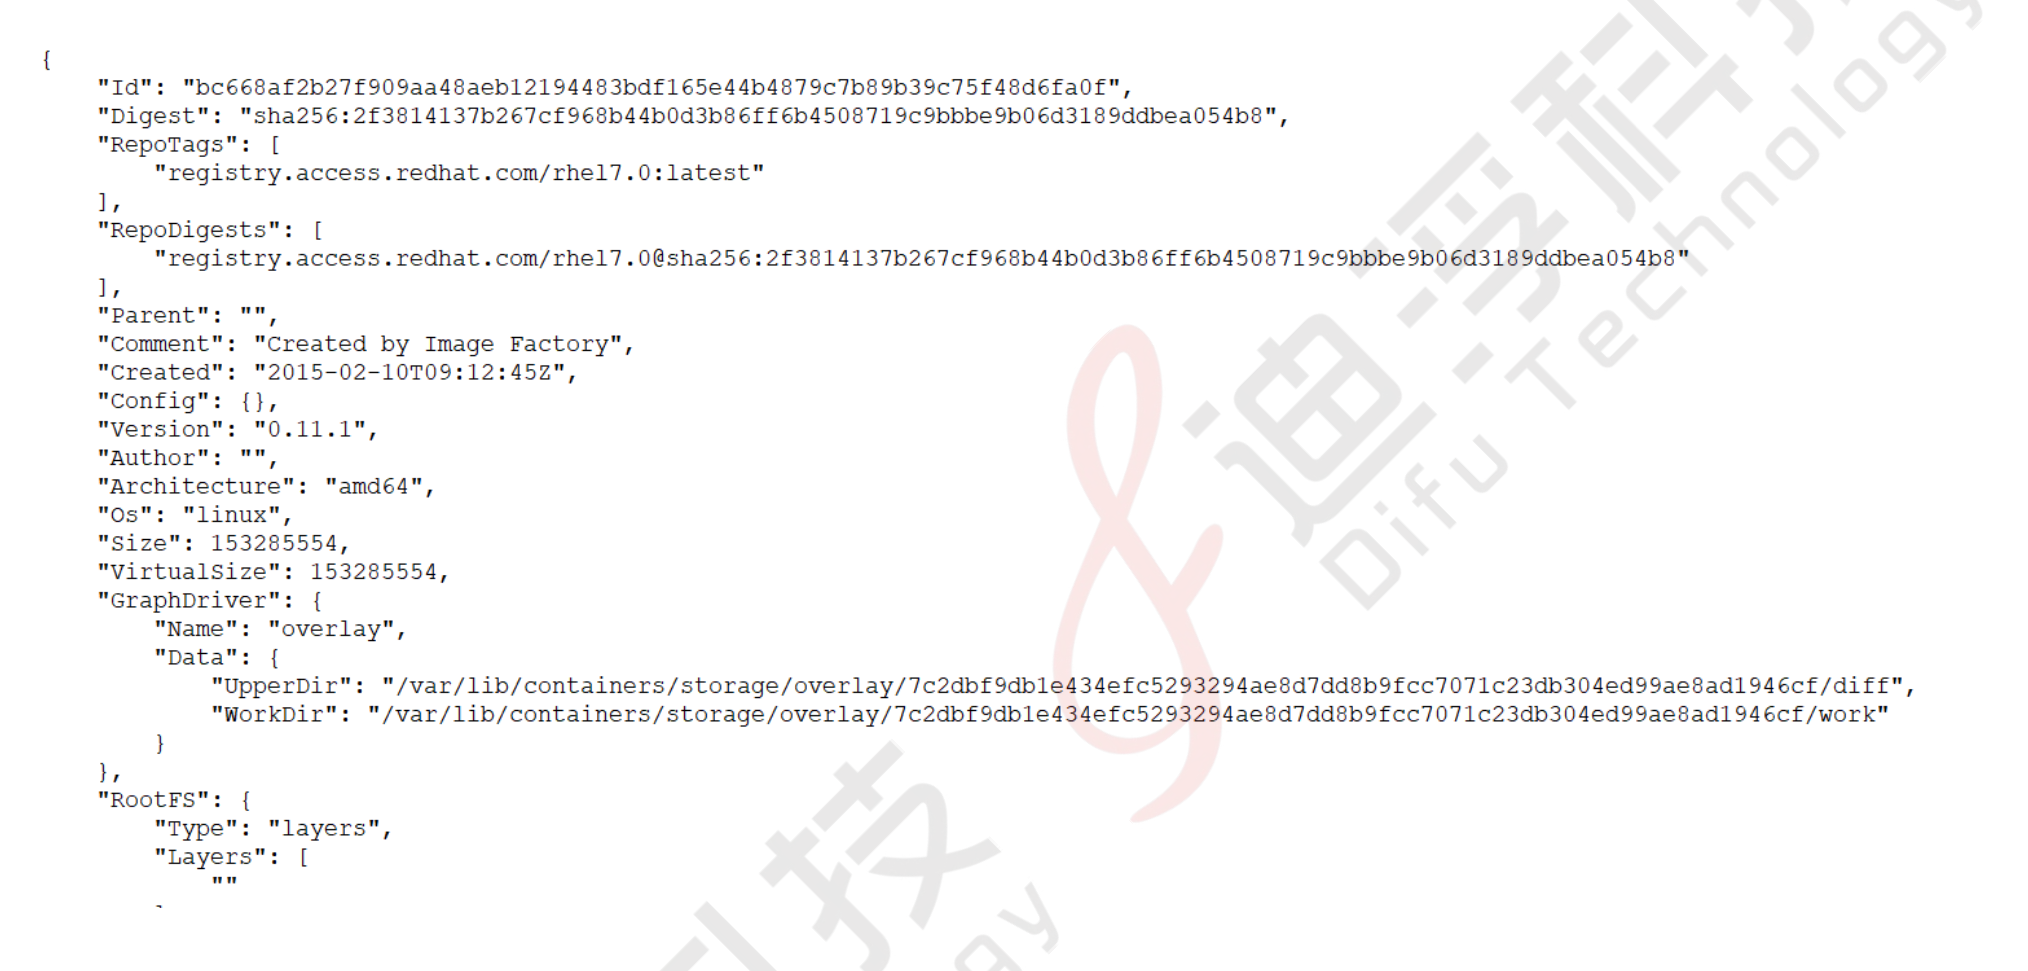 {
    "Id": "bc668af2b27f909aa48aeb12194483bdf165e44b4879c7b89b39c75f48d6fa0f",
    "Digest": "sha256:2f3814137b267cf968b44b0d3b86ff6b4508719c9bbbe9b06d3189ddbea054b8",
    "RepoTags": [
        "registry.access.redhat.com/rhel7.0:latest"
    ],
    "RepoDigests": [
        "registry.access.redhat.com/rhel7.0@sha256:2f3814137b267cf968b44b0d3b86ff6b4508719c9bbbe9b06d3189ddbea054b8"
    ],
    "Parent": "",
    "Comment": "Created by Image Factory",
    "Created": "2015-02-10T09:12:45Z",
    "Config": {},
    "Version": "0.11.1",
    "Author": "",
    "Architecture": "amd64",
    "Os": "linux",
    "Size": 153285554,
    "VirtualSize": 153285554,
    "GraphDriver": {
        "Name": "overlay",
        "Data": {
            "UpperDir": "/var/lib/containers/storage/overlay/7c2dbf9db1e434efc5293294ae8d7dd8b9fcc7071c23db304ed99ae8ad1946cf/diff",
            "WorkDir": "/var/lib/containers/storage/overlay/7c2dbf9db1e434efc5293294ae8d7dd8b9fcc7071c23db304ed99ae8ad1946cf/work"
        }
    },
    "RootFS": {
        "Type": "layers",
        "Layers": [
            ""
迪孚科技
Difu Technology
技